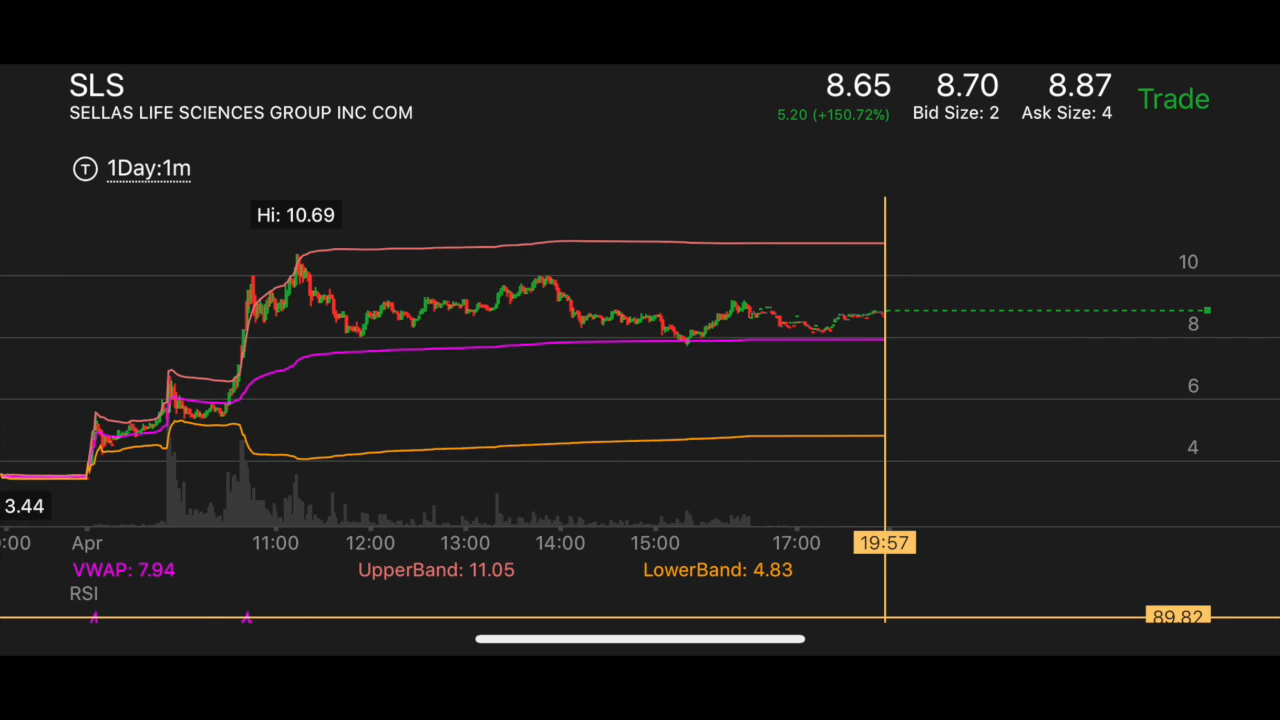 SLS
SELLAS LIFE SCIENCES GROUP INC COM
8.65 8.70 8.87
5.20 (+150.72%) Bid Size: 2 Ask Size: 4
Trade
T 1Day:1m
Hi: 10.69
10
8
6
4
3.44
:00 Apr 11:00 12:00 13:00 14:00 15:00 17:00 19:57
VWAP: 7.94 UpperBand: 11.05 LowerBand: 4.83
RSI
89.82